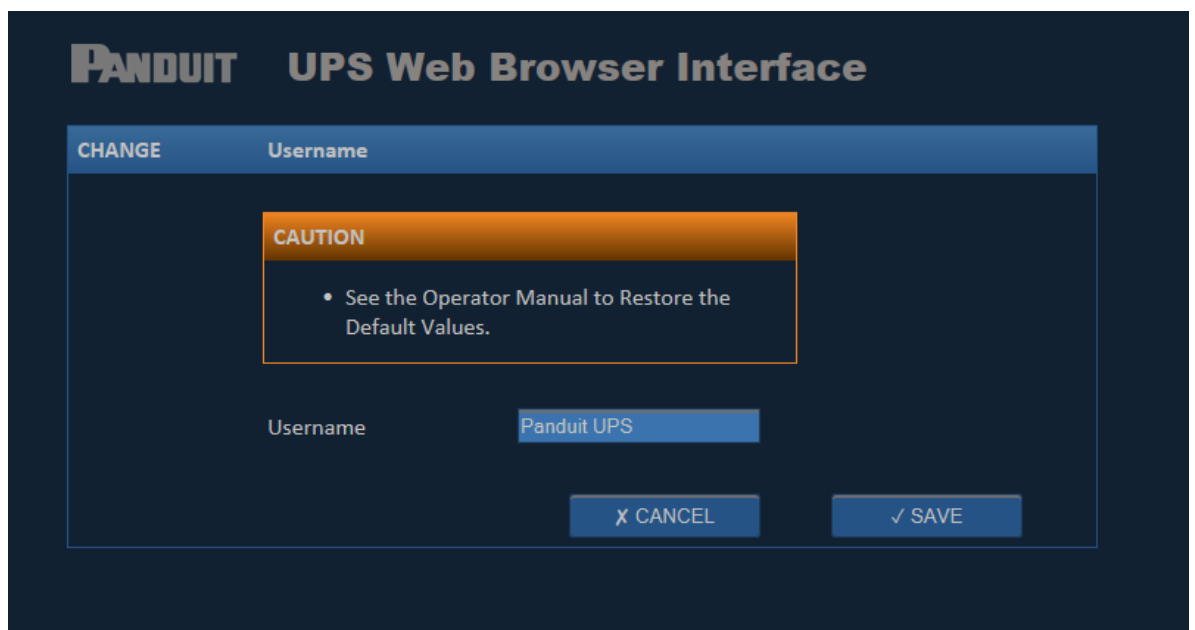 PANDUIT UPS Web Browser Interface
CHANGE Username
CAUTION
• See the Operator Manual to Restore the
Default Values.
Username Panduit UPS
✗ CANCEL ✓ SAVE